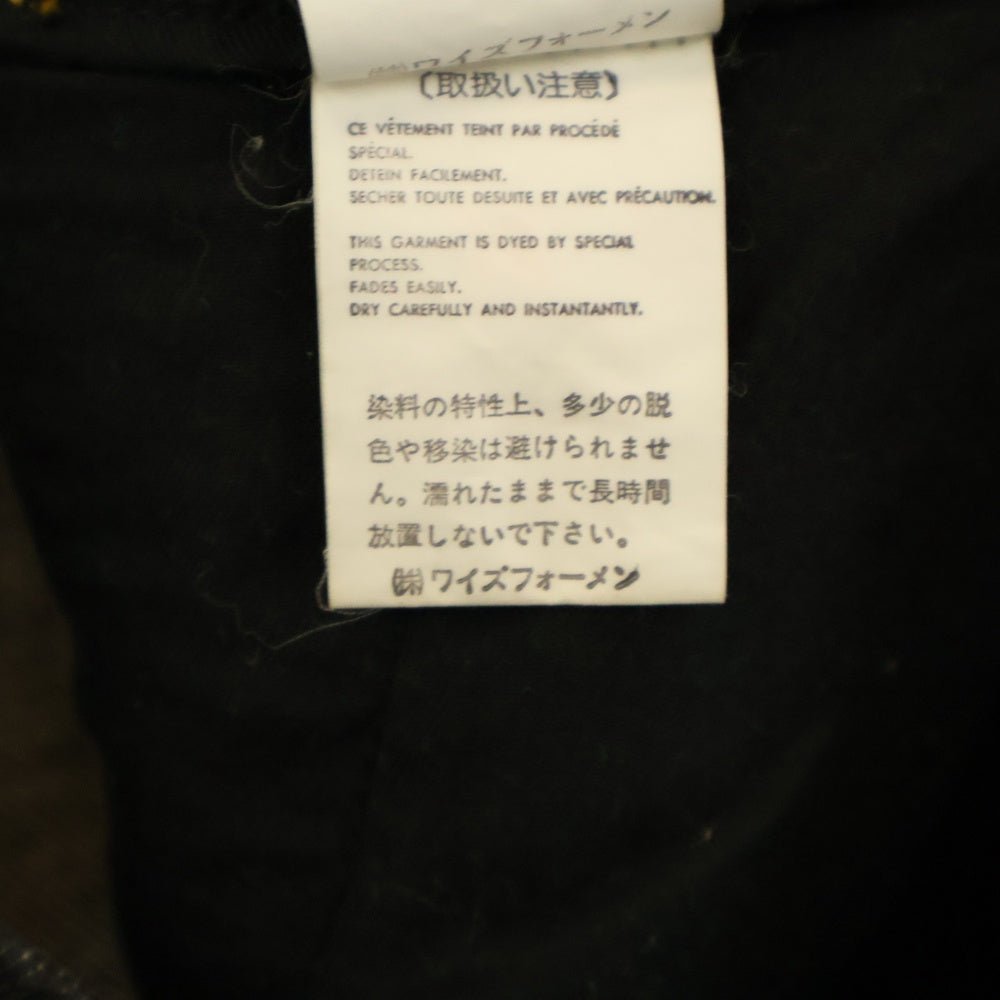 ㈱ワイズフォーメン
〔取扱い注意〕
CE VÊTEMENT TEINT PAR PROCÉDÉ
SPÉCIAL.
DETEIN FACILEMENT.
SECHER TOUTE DESUITE ET AVEC PRÉCAUTION.
THIS GARMENT IS DYED BY SPECIAL
PROCESS.
FADES EASILY.
DRY CAREFULLY AND INSTANTANTLY.
染料の特性上、多少の脱
色や移染は避けられませ
ん。濡れたままで長時間
放置しないで下さい。
㈱ワイズフォーメン